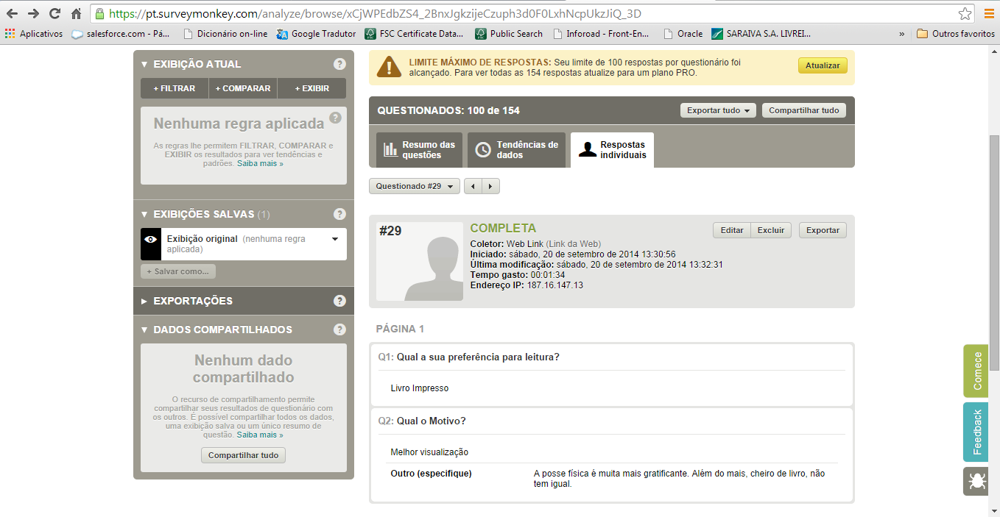 https://pt.surveymonkey.com/analyze/browse/xCjWPEdbZS4_2BnxJgkzijeCzuph3d0F0LxhNcpUkzJiQ_3D
Aplicativos salesforce.com - Pá... Dicionário on-line Google Tradutor FSC Certificate Data... Public Search Inforoad - Front-En... Oracle SARAIVA S.A. LIVREI... » Outros favoritos
EXIBIÇÃO ATUAL ?
+ FILTRAR + COMPARAR + EXIBIR
Nenhuma regra aplicada ?
As regras lhe permitem FILTRAR, COMPARAR e
EXIBIR os resultados para ver tendências e
padrões. Saiba mais »
EXIBIÇÕES SALVAS (1) ?
Exibição original (nenhuma regra
aplicada)
+ Salvar como...
EXPORTAÇÕES ?
DADOS COMPARTILHADOS ?
Nenhum dado
compartilhado
O recurso de compartilhamento permite
compartilhar seus resultados de questionário com
os outros. É possível compartilhar todos os dados,
uma exibição salva ou um único resumo de
questão. Saiba mais »
Compartilhar tudo
LIMITE MÁXIMO DE RESPOSTAS: Seu limite de 100 respostas por questionário foi
alcançado. Para ver todas as 154 respostas atualize para um plano PRO.
Atualizar
QUESTIONADOS: 100 de 154
Exportar tudo
Compartilhar tudo
Resumo das
questões
Tendências de
dados
Respostas
individuais
Questionado #29
#29
COMPLETA
Editar Excluir Exportar
Coletor: Web Link (Link da Web)
Iniciado: sábado, 20 de setembro de 2014 13:30:56
Última modificação: sábado, 20 de setembro de 2014 13:32:31
Tempo gasto: 00:01:34
Endereço IP: 187.16.147.13
PÁGINA 1
Q1: Qual a sua preferência para leitura?
Livro Impresso
Q2: Qual o Motivo?
Melhor visualização
Outro (especifique) A posse física é muita mais gratificante. Além do mais, cheiro de livro, não
tem igual.
Comece
Feedback